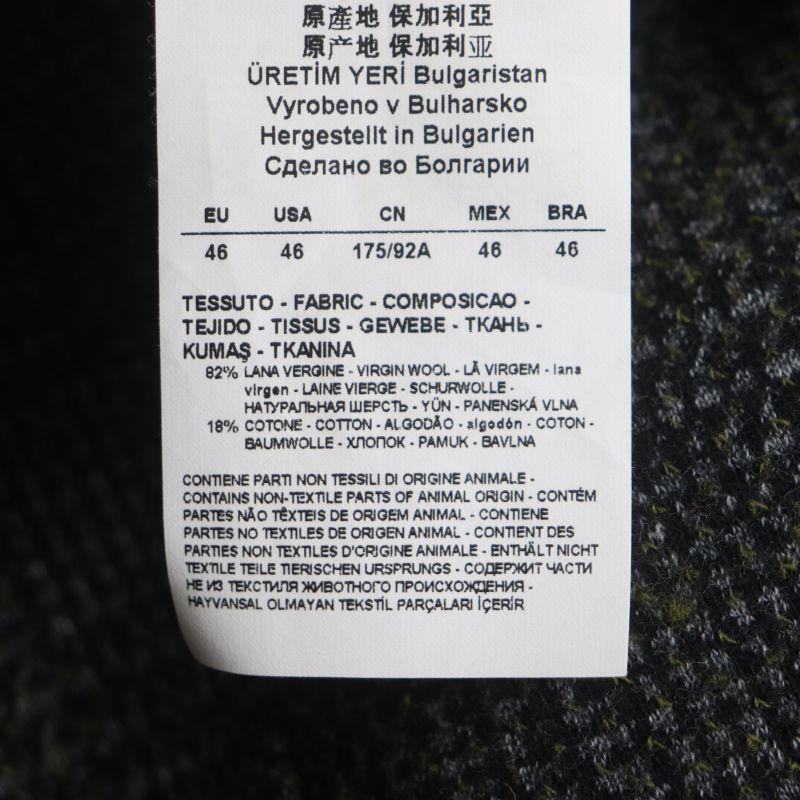 原產地 保加利亞
原产地 保加利亚
ÜRETİM YERİ Bulgaristan
Vyrobeno v Bulharsko
Hergestellt in Bulgarien
Сделано во Болгарии
EU USA CN MEX BRA
46 46 175/92A 46 46
TESSUTO - FABRIC - COMPOSICAO -
TEJIDO - TISSUS - GEWEBE - ТКАНЬ -
KUMAŞ - TKANINA
82% LANA VERGINE - VIRGIN WOOL - LÃ VIRGEM - lana
virgen - LAINE VIERGE - SCHURWOLLE -
НАТУРАЛЬНАЯ ШЕРСТЬ - YÜN - PANENSKÁ VLNA
18% COTONE - COTTON - ALGODÃO - algodón - COTON -
BAUMWOLLE - ХЛОПОК - PAMUK - BAVLNA
CONTIENE PARTI NON TESSILI DI ORIGINE ANIMALE -
CONTAINS NON-TEXTILE PARTS OF ANIMAL ORIGIN - CONTÉM
PARTES NÃO TÊXTEIS DE ORIGEM ANIMAL - CONTIENE
PARTES NO TEXTILES DE ORIGEN ANIMAL - CONTIENT DES
PARTIES NON TEXTILES D'ORIGINE ANIMALE - ENTHÄLT NICHT
TEXTILE TEILE TIERISCHEN URSPRUNGS - СОДЕРЖИТ ЧАСТИ
НЕ ИЗ ТЕКСТИЛЯ ЖИВОТНОГО ПРОИСХОЖДЕНИЯ -
HAYVANSAL OLMAYAN TEKSTİL PARÇALARI İÇERİR